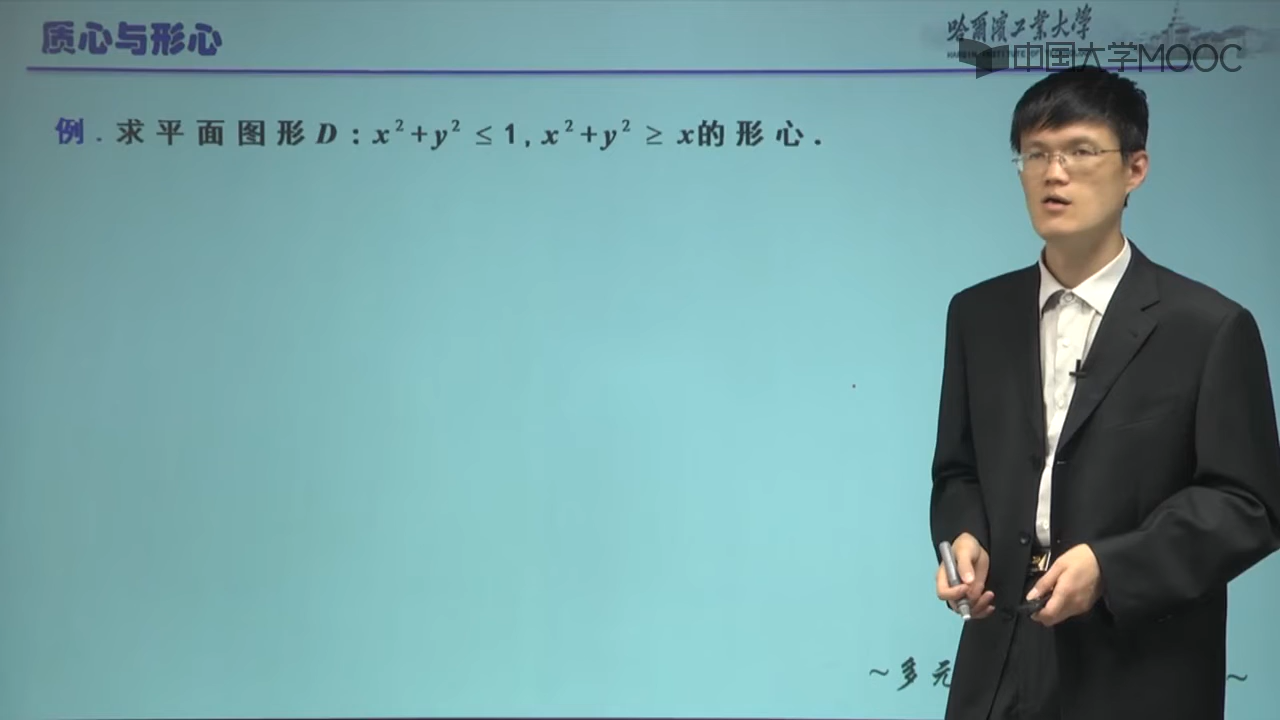 质心与形心
哈尔滨工业大学
中国大学MOOC
例．求平面图形D：x²+y² ≤ 1, x²+y² ≥ x的形心．
～多元
～